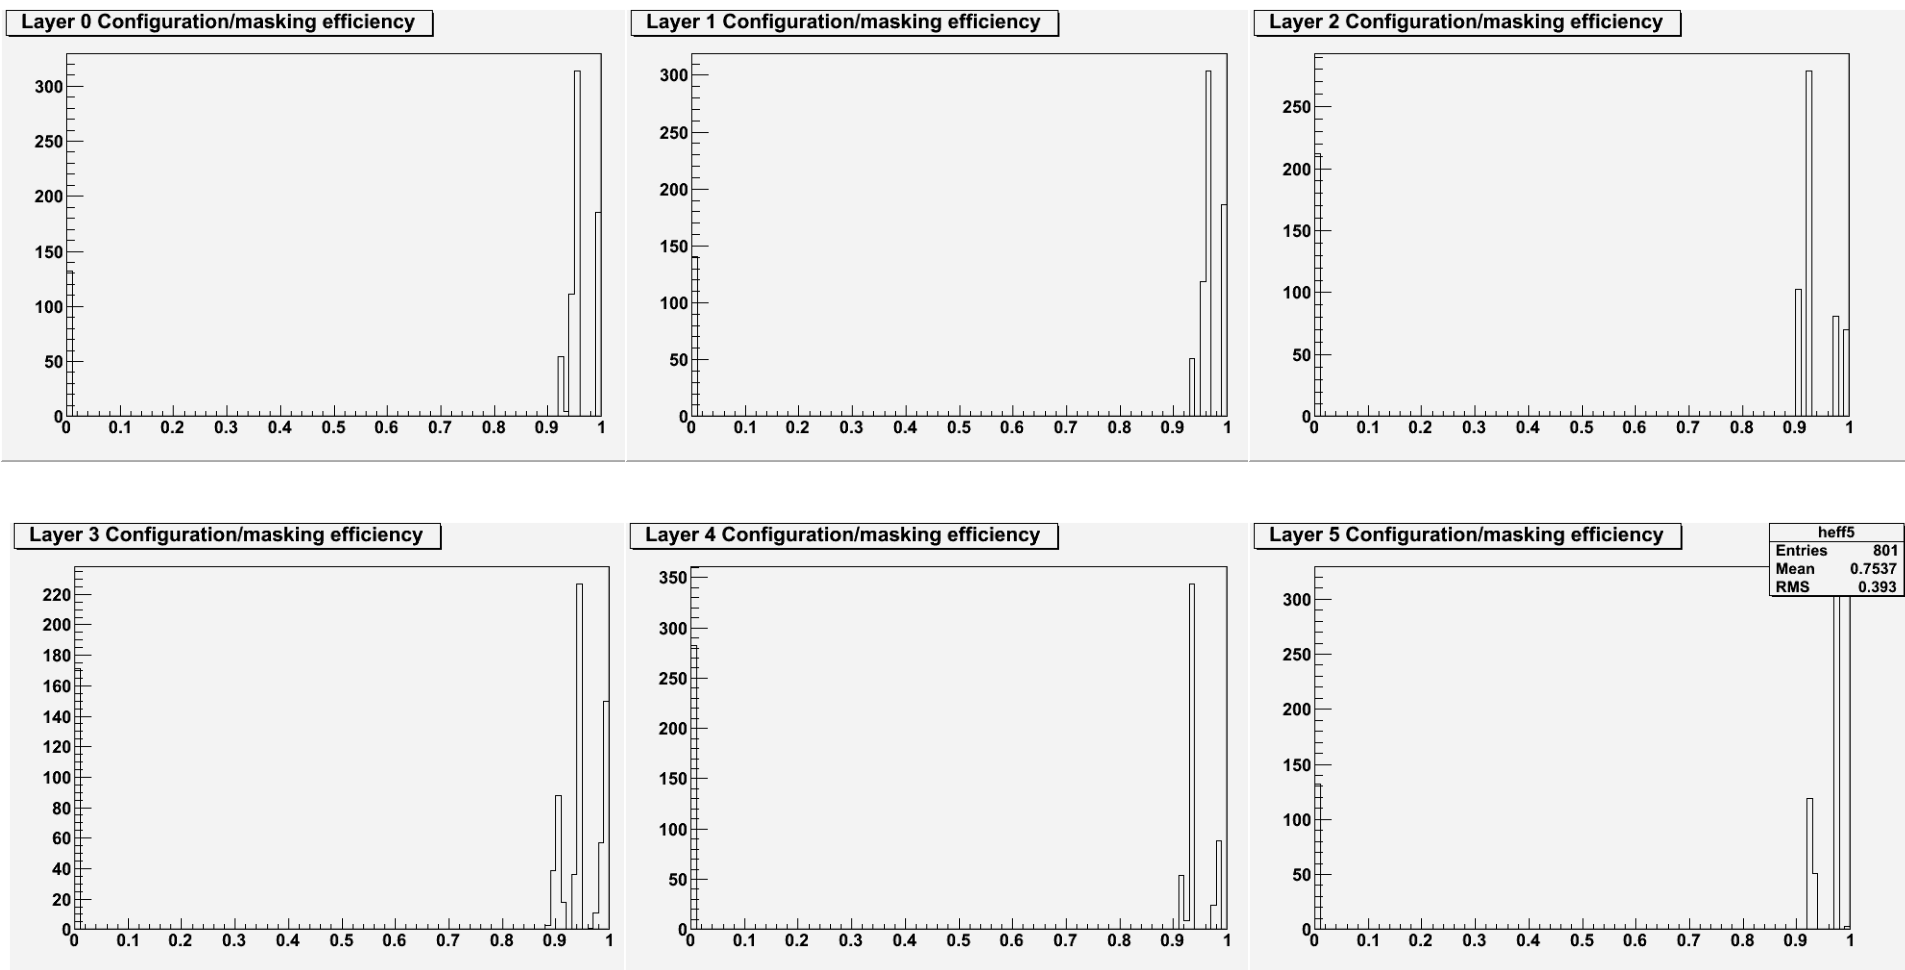 Layer 0 Configuration/masking efficiency
300
250
200
150
100
50
0
0 0.1 0.2 0.3 0.4 0.5 0.6 0.7 0.8 0.9 1
Layer 1 Configuration/masking efficiency
300
250
200
150
100
50
0
0 0.1 0.2 0.3 0.4 0.5 0.6 0.7 0.8 0.9 1
Layer 2 Configuration/masking efficiency
250
200
150
100
50
0
0 0.1 0.2 0.3 0.4 0.5 0.6 0.7 0.8 0.9 1
Layer 3 Configuration/masking efficiency
220
200
180
160
140
120
100
80
60
40
20
0
0 0.1 0.2 0.3 0.4 0.5 0.6 0.7 0.8 0.9 1
Layer 4 Configuration/masking efficiency
350
300
250
200
150
100
50
0
0 0.1 0.2 0.3 0.4 0.5 0.6 0.7 0.8 0.9 1
Layer 5 Configuration/masking efficiency
heff5
Entries 801
Mean 0.7537
RMS 0.393
300
250
200
150
100
50
0
0 0.1 0.2 0.3 0.4 0.5 0.6 0.7 0.8 0.9 1